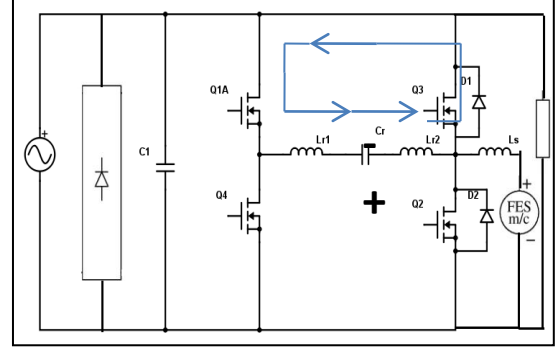 Q1A
Q3
D1
C1
Lr1
Cr
Lr2
Ls
Q4
Q2
D2
FES
m/c
+
+
−
+